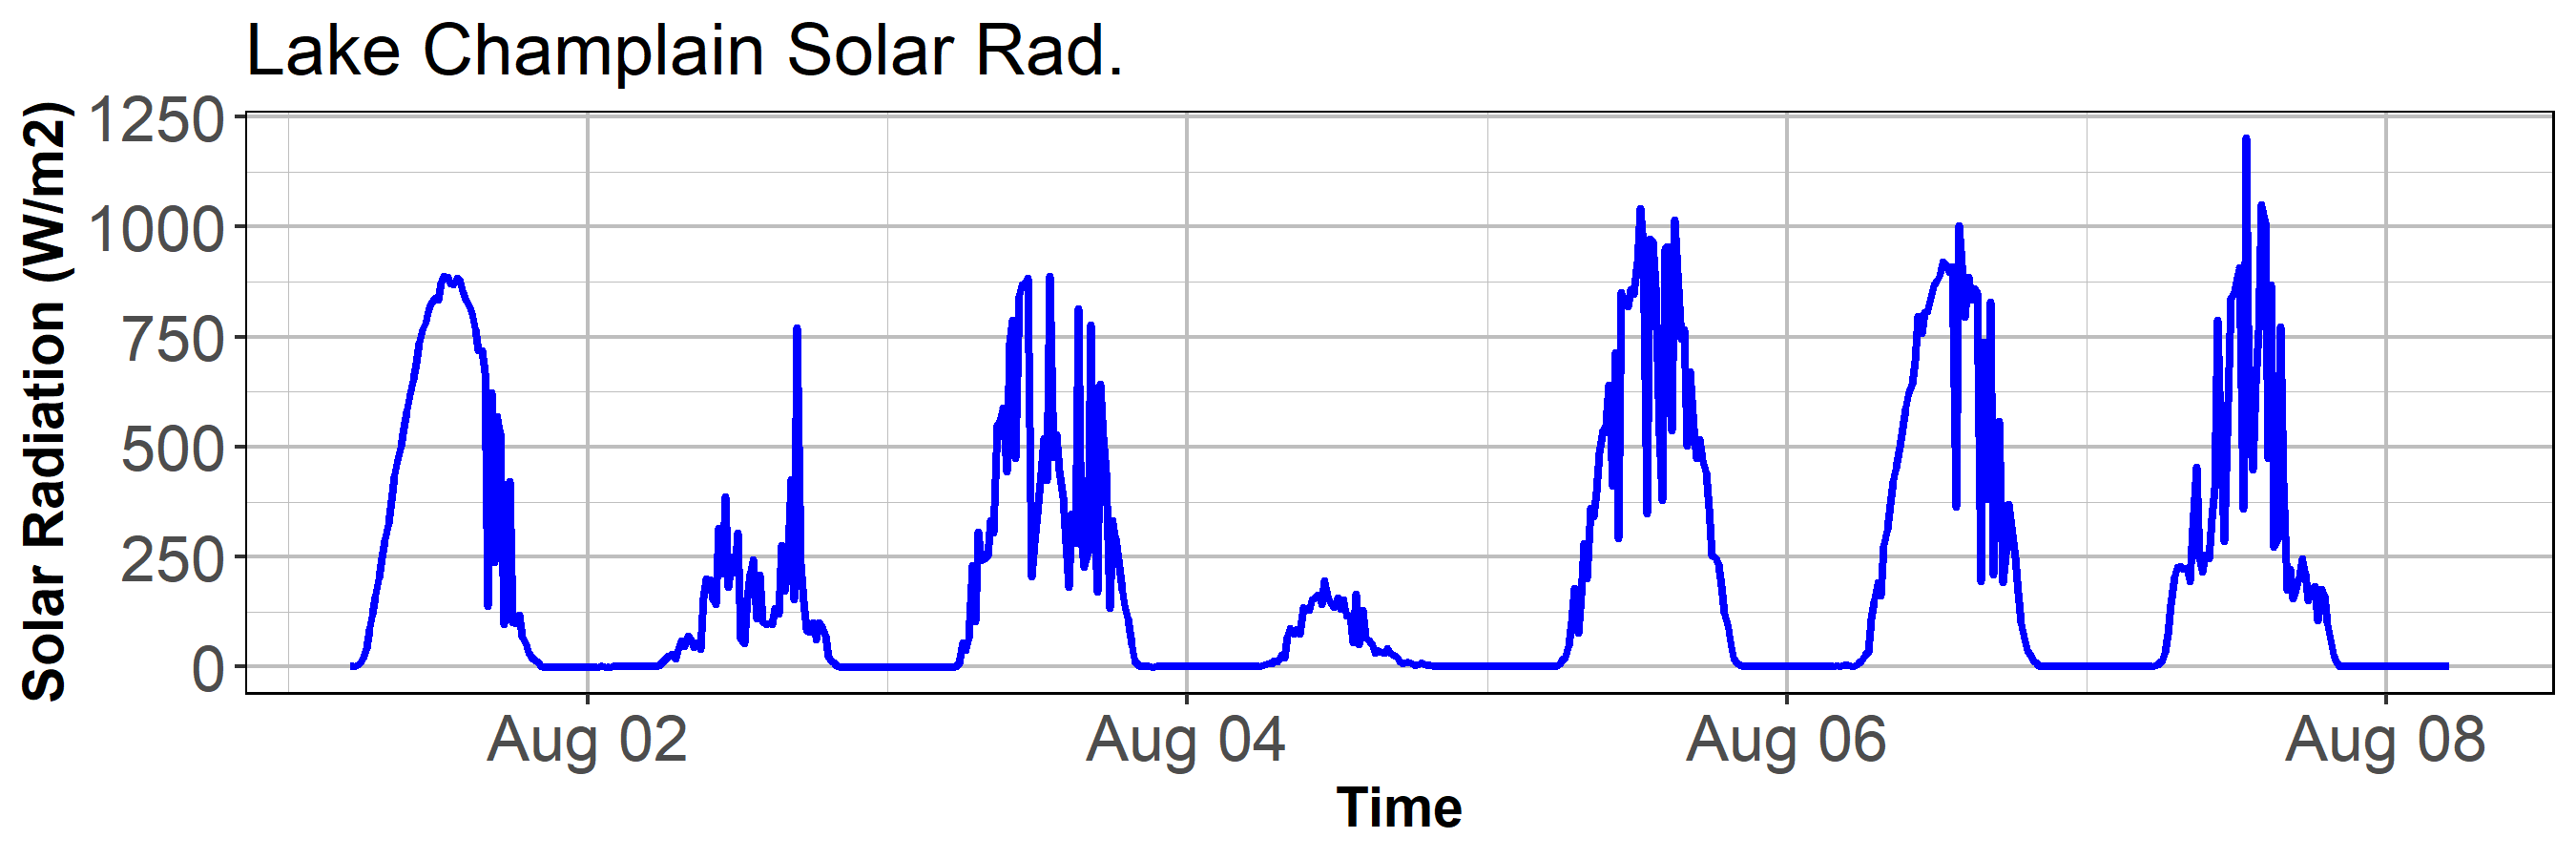 Lake Champlain Solar Rad.
Solar Radiation (W/m2)
1250
1000
750
500
250
0
Aug 02 Aug 04 Aug 06 Aug 08
Time